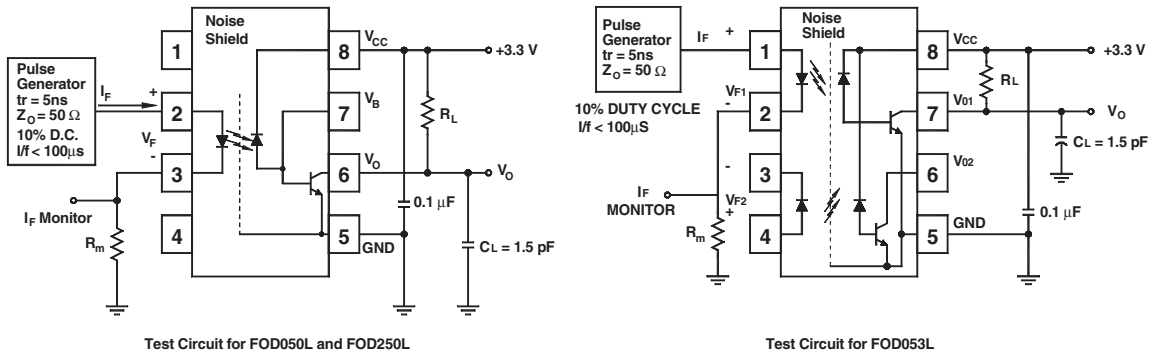 Noise
Shield
1
2
3
4
8
7
6
5
VCC
VB
VO
GND
+3.3 V
Pulse
Generator
tr = 5ns
ZO = 50 Ω
10% D.C.
I/f < 100µs
IF
+
VF
-
IF Monitor
Rm
RL
VO
0.1 µF
CL = 1.5 pF
Test Circuit for FOD050L and FOD250L
Pulse
Generator
tr = 5ns
ZO = 50 Ω
10% DUTY CYCLE
I/f < 100µS
Noise
Shield
IF
+
VF1
-
-
VF2
+
IF
MONITOR
Rm
1
2
3
4
8
7
6
5
VCC
V01
V02
GND
+3.3 V
RL
VO
CL = 1.5 pF
0.1 µF
Test Circuit for FOD053L